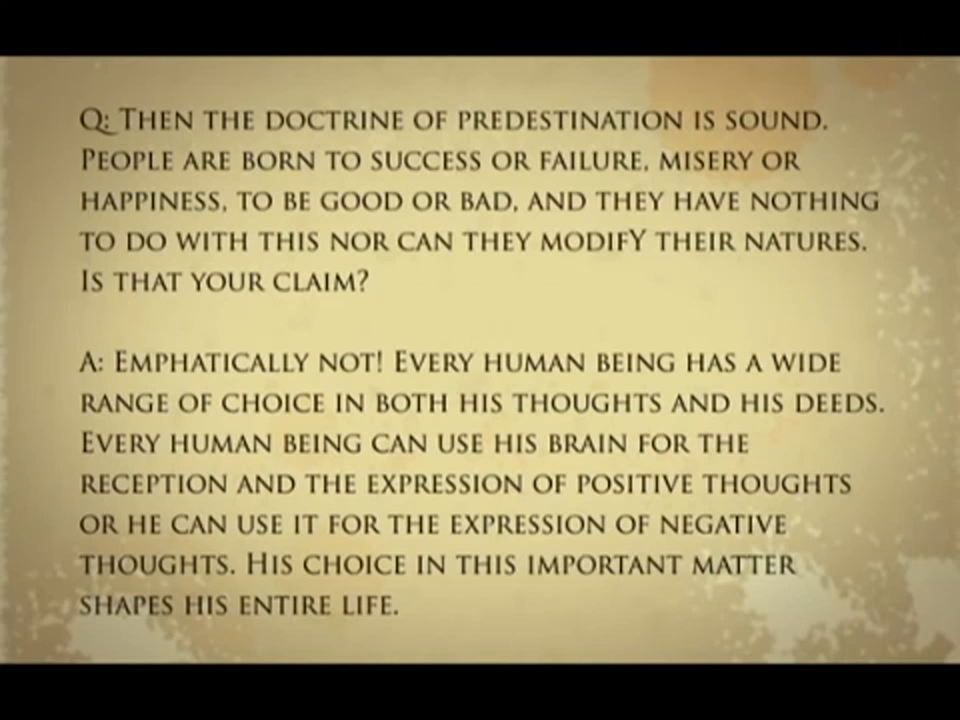 Q: Then the doctrine of predestination is sound.
People are born to success or failure, misery or
happiness, to be good or bad, and they have nothing
to do with this nor can they modify their natures.
Is that your claim?
A: Emphatically not! Every human being has a wide
range of choice in both his thoughts and his deeds.
Every human being can use his brain for the
reception and the expression of positive thoughts
or he can use it for the expression of negative
thoughts. His choice in this important matter
shapes his entire life.